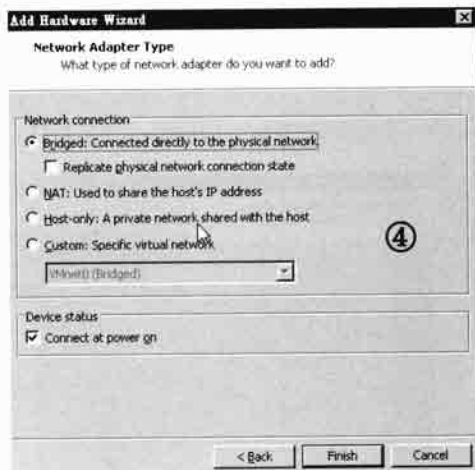 Add Hardware Wizard
Network Adapter Type
What type of network adapter do you want to add?
Network connection
Bridged: Connected directly to the physical network
Replicate physical network connection state
NAT: Used to share the host's IP address
Host-only: A private network shared with the host
Custom: Specific virtual network
④
VMnet0 (Bridged)
Device status
Connect at power on
< Back Finish Cancel